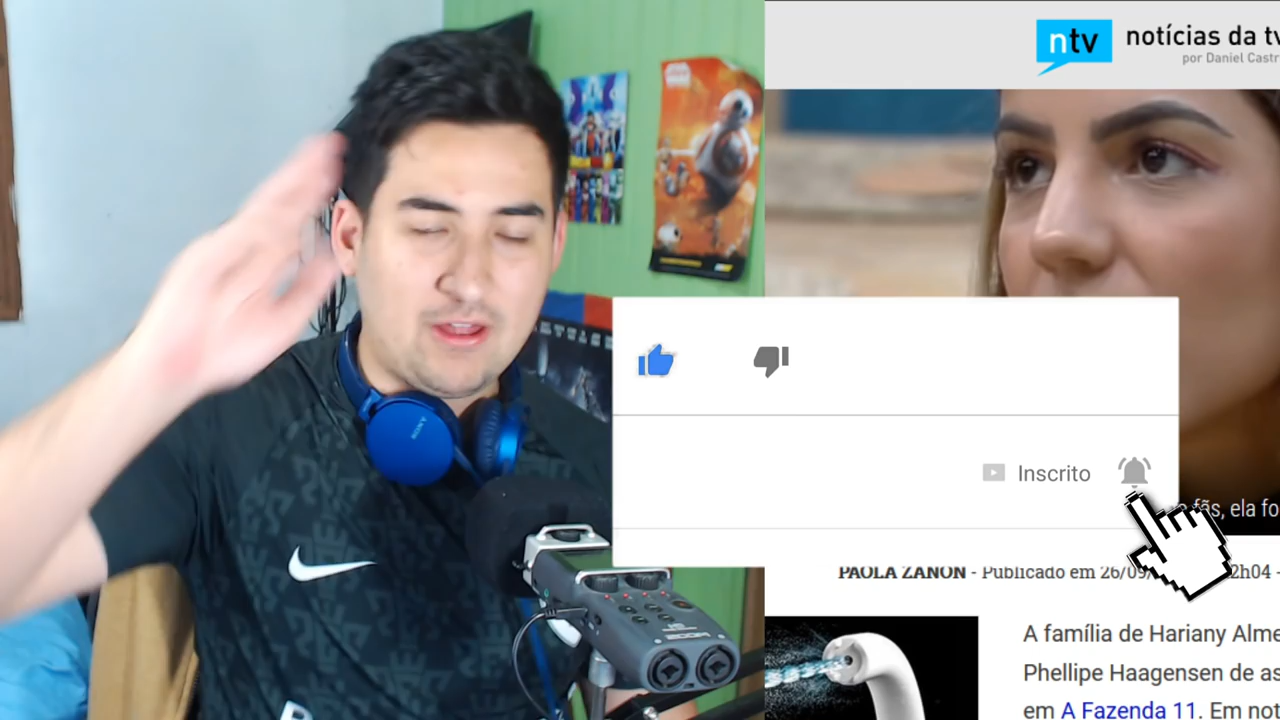 ntv
notícias da tv
por Daniel Castr
SONY
Inscrito
fãs, ela fo
PAOLA ZANON - Publicado em 26/09/
2h04 -
A família de Hariany Alme
Phellipe Haagensen de as
em A Fazenda 11. Em not
ZOOM